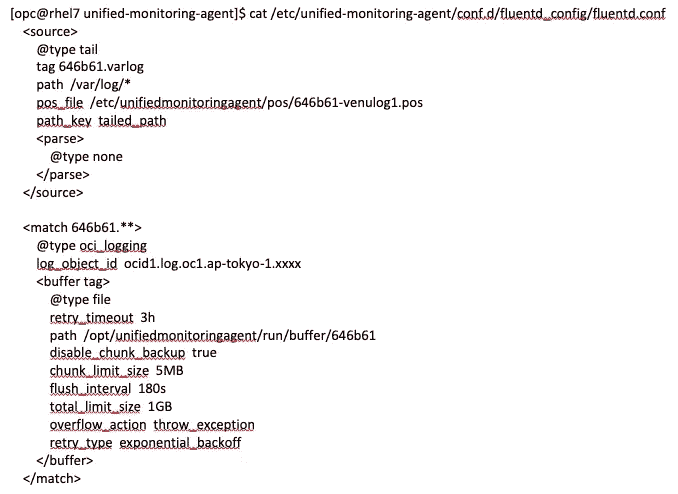 [opc@rhel7 unified-monitoring-agent]$ cat /etc/unified-monitoring-agent/conf.d/fluentd_config/fluentd.conf
<source>
@type tail
tag 646b61.varlog
path /var/log/*
pos_file /etc/unifiedmonitoringagent/pos/646b61-venulog1.pos
path_key tailed_path
<parse>
@type none
</parse>
</source>
<match 646b61.**>
@type oci_logging
log_object_id ocid1.log.oc1.ap-tokyo-1.xxxx
<buffer tag>
@type file
retry_timeout 3h
path /opt/unifiedmonitoringagent/run/buffer/646b61
disable_chunk_backup true
chunk_limit_size 5MB
flush_interval 180s
total_limit_size 1GB
overflow_action throw_exception
retry_type exponential_backoff
</buffer>
</match>